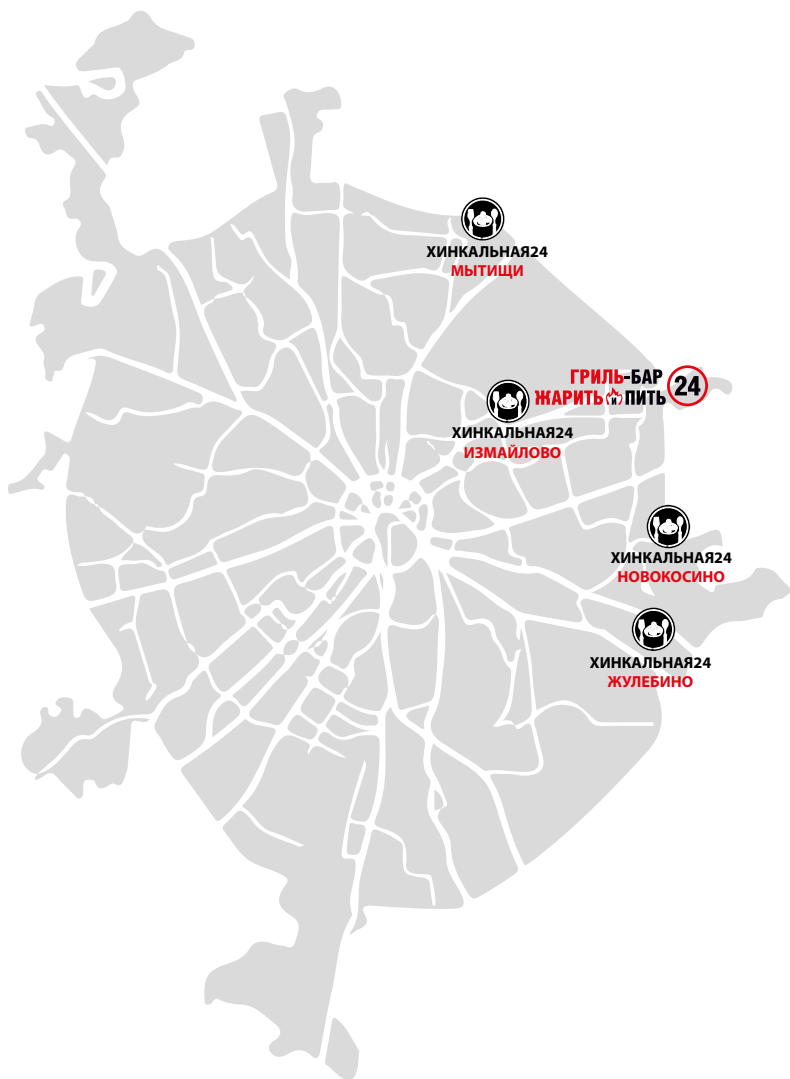 ХИНКАЛЬНАЯ24
МЫТИЩИ
ГРИЛЬ-БАР
ЖАРИТЬ И ПИТЬ
24
ХИНКАЛЬНАЯ24
ИЗМАЙЛОВО
ХИНКАЛЬНАЯ24
НОВОКОСИНО
ХИНКАЛЬНАЯ24
ЖУЛЕБИНО